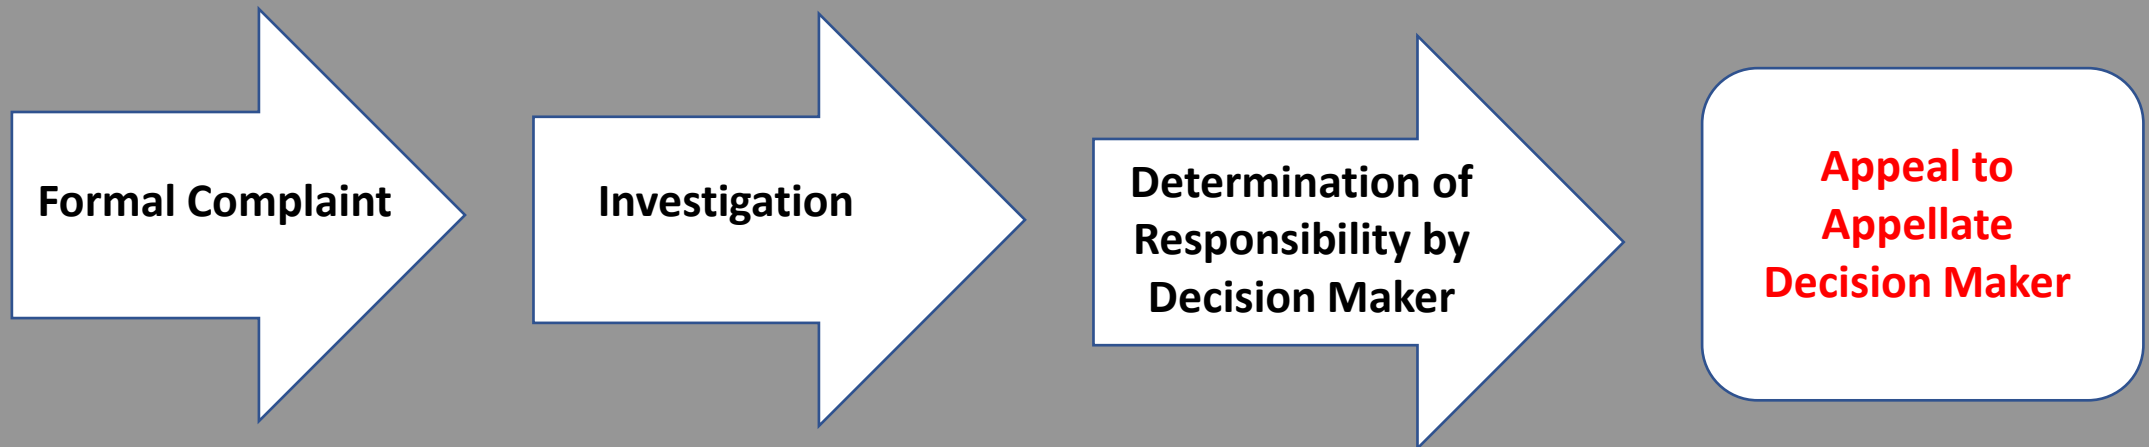 Formal Complaint
Investigation
Determination of
Responsibility by
Decision Maker
Appeal to
Appellate
Decision Maker